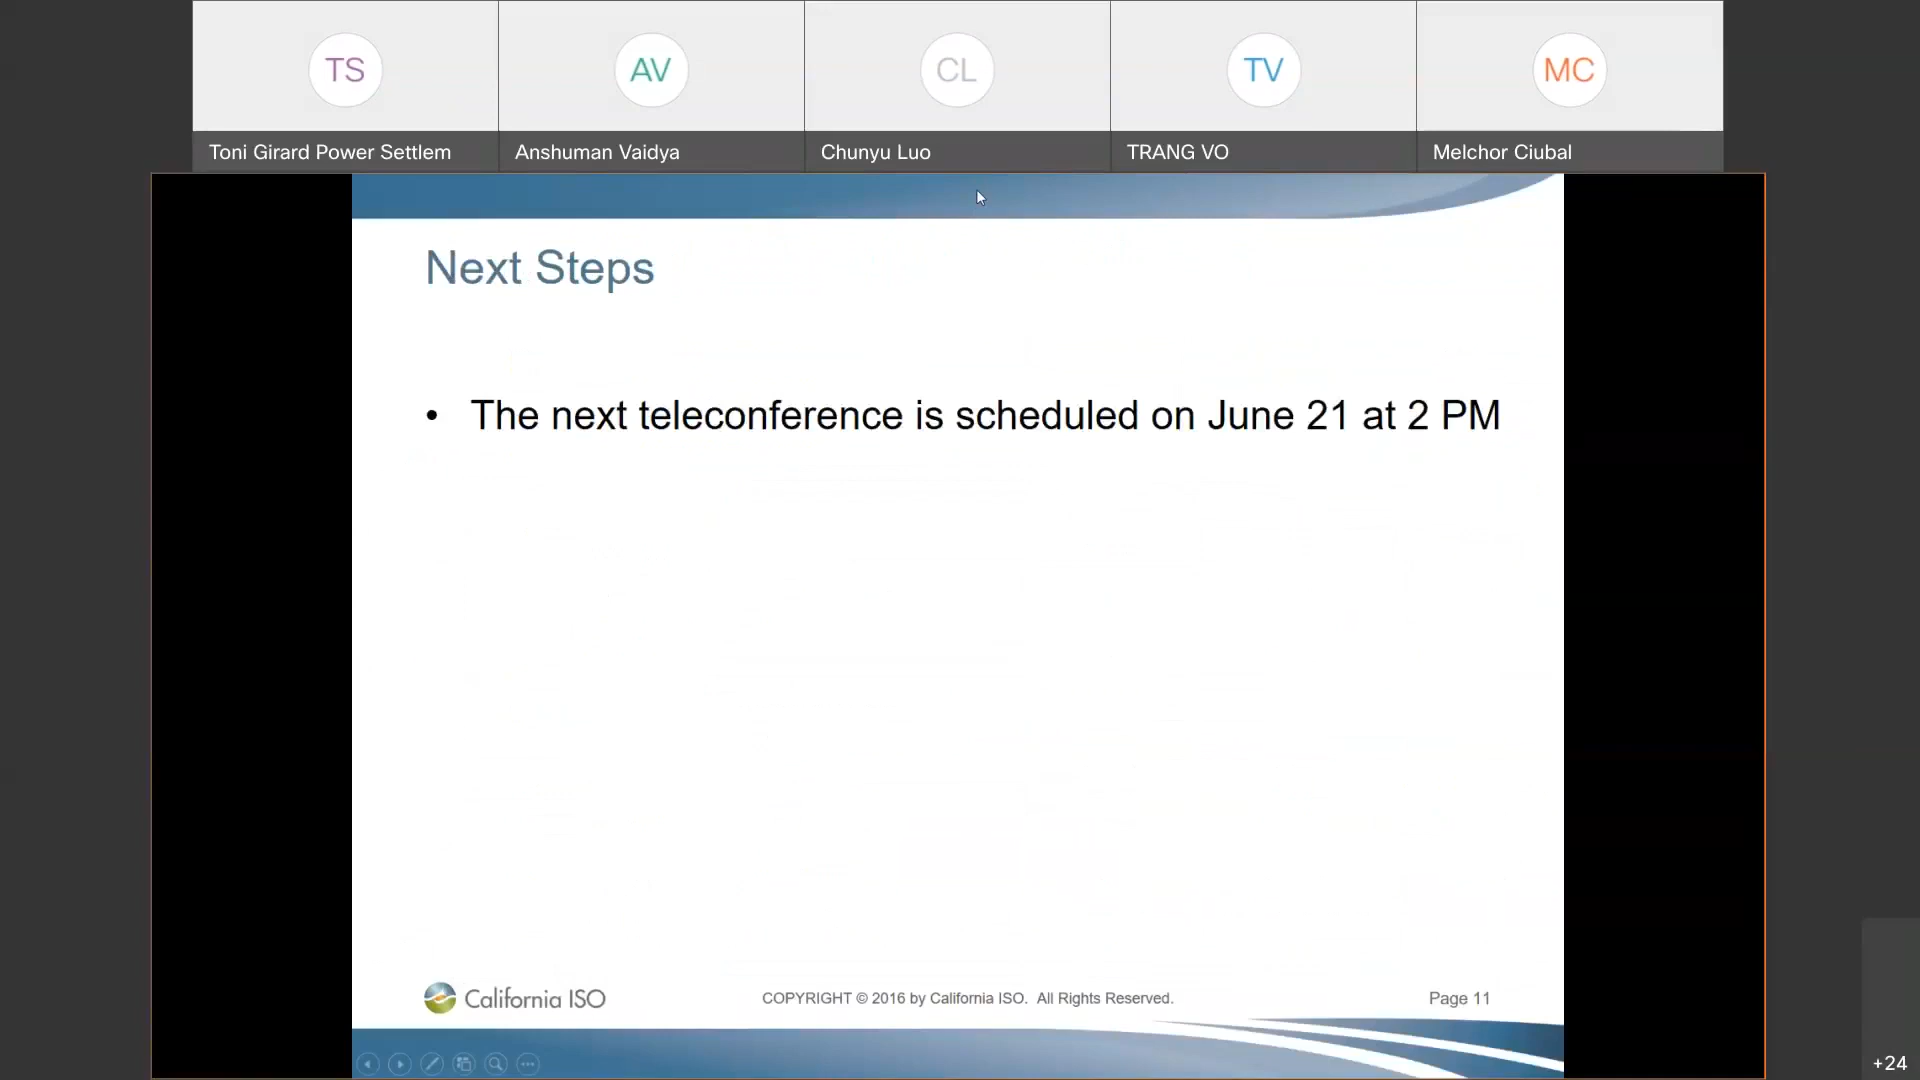 TS
AV
CL
TV
MC
Toni Girard Power Settlem
Anshuman Vaidya
Chunyu Luo
TRANG VO
Melchor Ciubal
Next Steps
• The next teleconference is scheduled on June 21 at 2 PM
California ISO
COPYRIGHT © 2016 by California ISO. All Rights Reserved.
Page 11
+24